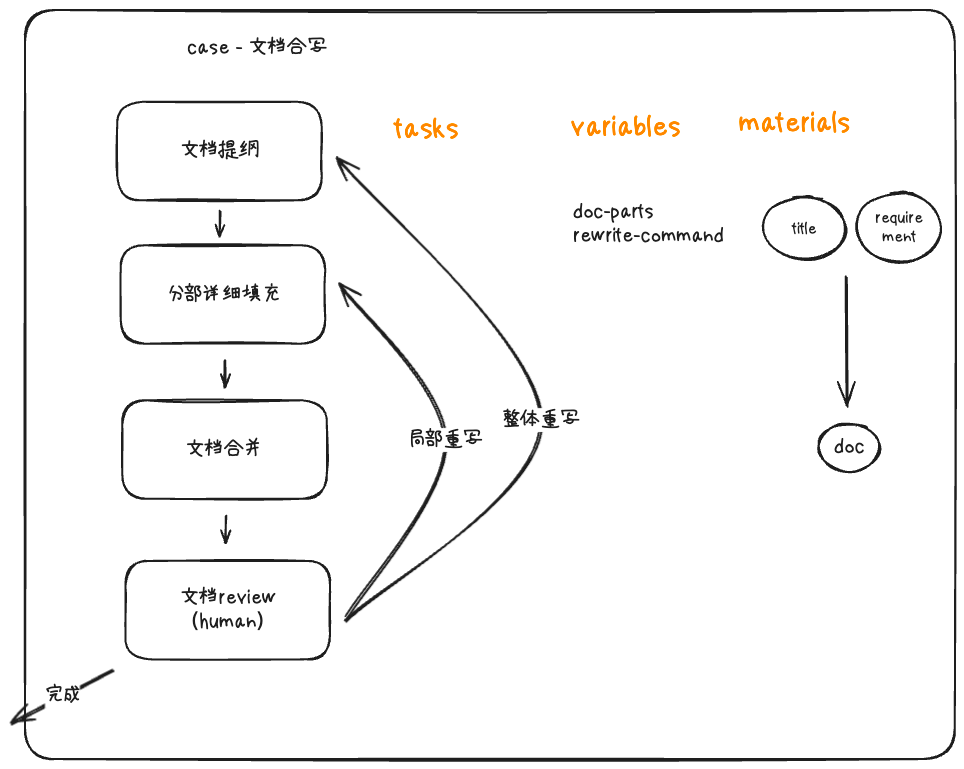 case - 文档合写
tasks
variables
materials
文档提纲
doc-parts
rewrite-command
title
require
ment
分部详细填充
文档合并
局部重写
整体重写
doc
文档review
(human)
完成